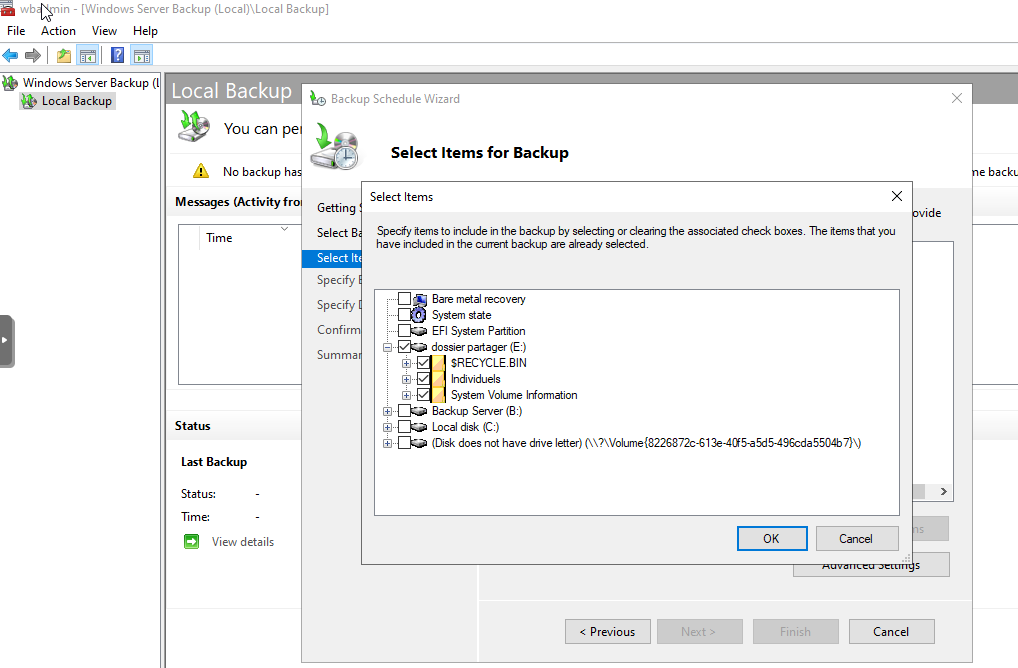 wbadmin - [Windows Server Backup (Local)\Local Backup]
File Action View Help
Windows Server Backup (L
Local Backup
Local Backup
You can per
No backup has
me backu
Messages (Activity from
Time
Status
Last Backup
Status: -
Time: -
View details
Backup Schedule Wizard
Select Items for Backup
Getting S
Select Ba
Select Ite
Specify
Specify D
Confirm
Summar
ovide
Select Items
Specify items to include in the backup by selecting or clearing the associated check boxes. The items that you
have included in the current backup are already selected.
Bare metal recovery
System state
EFI System Partition
dossier partager (E:)
$RECYCLE.BIN
Individuels
System Volume Information
Backup Server (B:)
Local disk (C:)
(Disk does not have drive letter) (\\?\Volume{8226872c-613e-40f5-a5d5-496cda5504b7}\)
OK Cancel
ms
Advanced Settings
< Previous Next > Finish Cancel